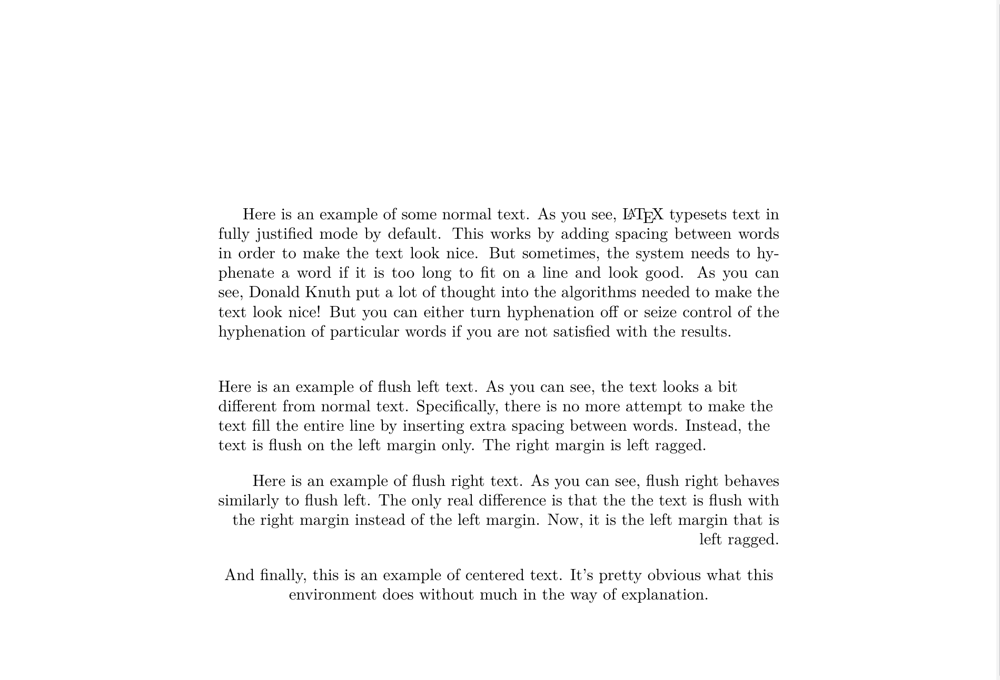 Here is an example of some normal text. As you see, LATEX typesets text in
fully justified mode by default. This works by adding spacing between words
in order to make the text look nice. But sometimes, the system needs to hy-
phenate a word if it is too long to fit on a line and look good. As you can
see, Donald Knuth put a lot of thought into the algorithms needed to make the
text look nice! But you can either turn hyphenation off or seize control of the
hyphenation of particular words if you are not satisfied with the results.
Here is an example of flush left text. As you can see, the text looks a bit
different from normal text. Specifically, there is no more attempt to make the
text fill the entire line by inserting extra spacing between words. Instead, the
text is flush on the left margin only. The right margin is left ragged.
Here is an example of flush right text. As you can see, flush right behaves
similarly to flush left. The only real difference is that the the text is flush with
the right margin instead of the left margin. Now, it is the left margin that is
left ragged.
And finally, this is an example of centered text. It's pretty obvious what this
environment does without much in the way of explanation.